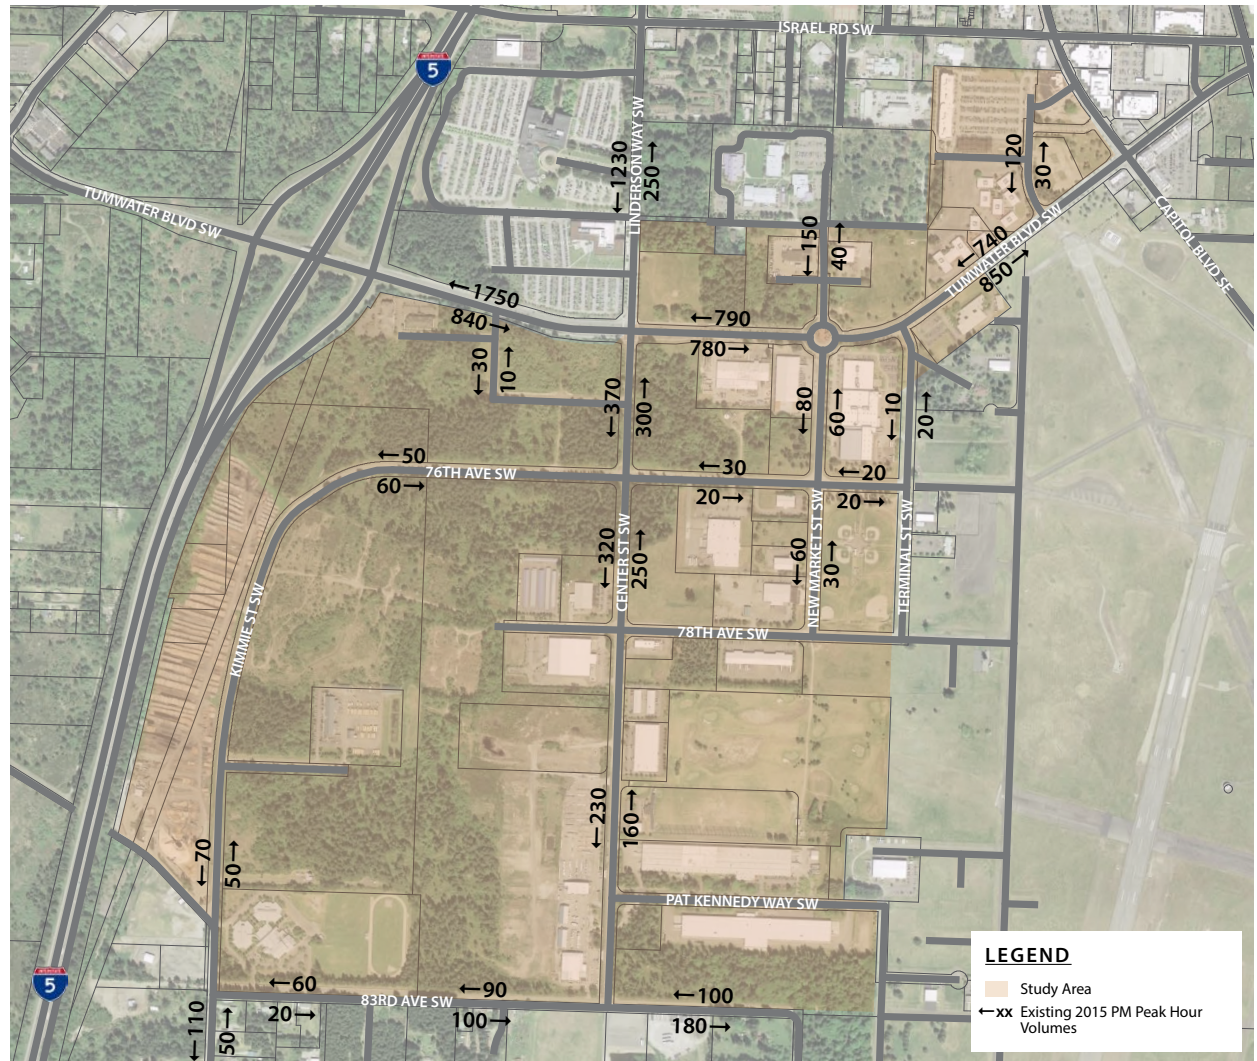 ISRAEL RD SW
INTERSTATE
5
LINDERSON WAY SW
←1230
250→
←120
30→
TUMWATER BLVD SW
CAPITOL BLVD SE
TUMWATER BLVD SW
←740
850→
←150
40→
←1750
840→
←790
780→
←30
10→
←370
300→
←80
60→
←10
20→
←50
76TH AVE SW
60→
←30
20→
←20
20→
←320
250→
CENTER ST SW
←60
30→
NEW MARKET ST SW
TERMINAL ST SW
KIMMIE ST SW
78TH AVE SW
←230
160→
←70
50→
PAT KENNEDY WAY SW
INTERSTATE
5
←60
83RD AVE SW
←90
←100
20→
100→
180→
←110
50→
LEGEND
Study Area
←xx Existing 2015 PM Peak Hour
Volumes